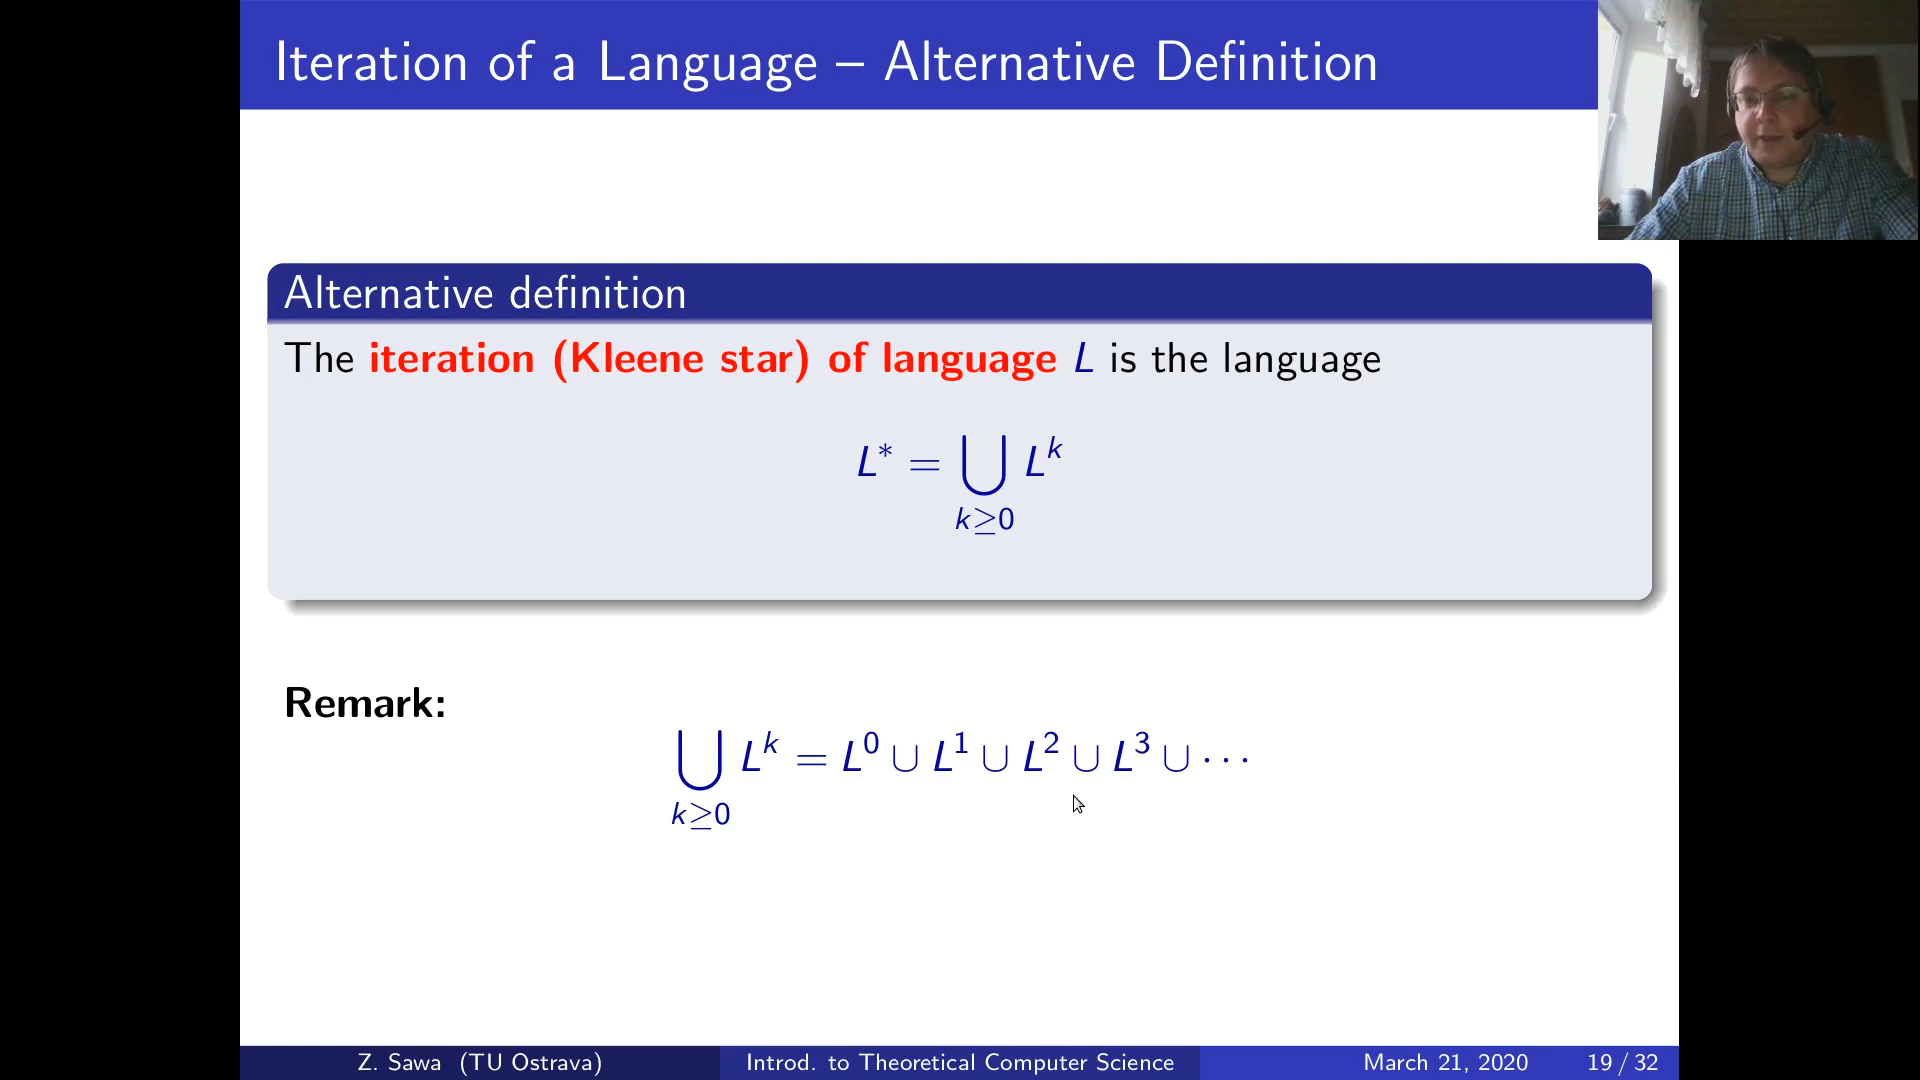 Iteration of a Language – Alternative Definition
Alternative definition
The iteration (Kleene star) of language L is the language
L* = ⋃ L^k
k≥0
Remark:
⋃ L^k = L^0 ∪ L^1 ∪ L^2 ∪ L^3 ∪ ···
k≥0
Z. Sawa (TU Ostrava) Introd. to Theoretical Computer Science March 21, 2020 19 / 32